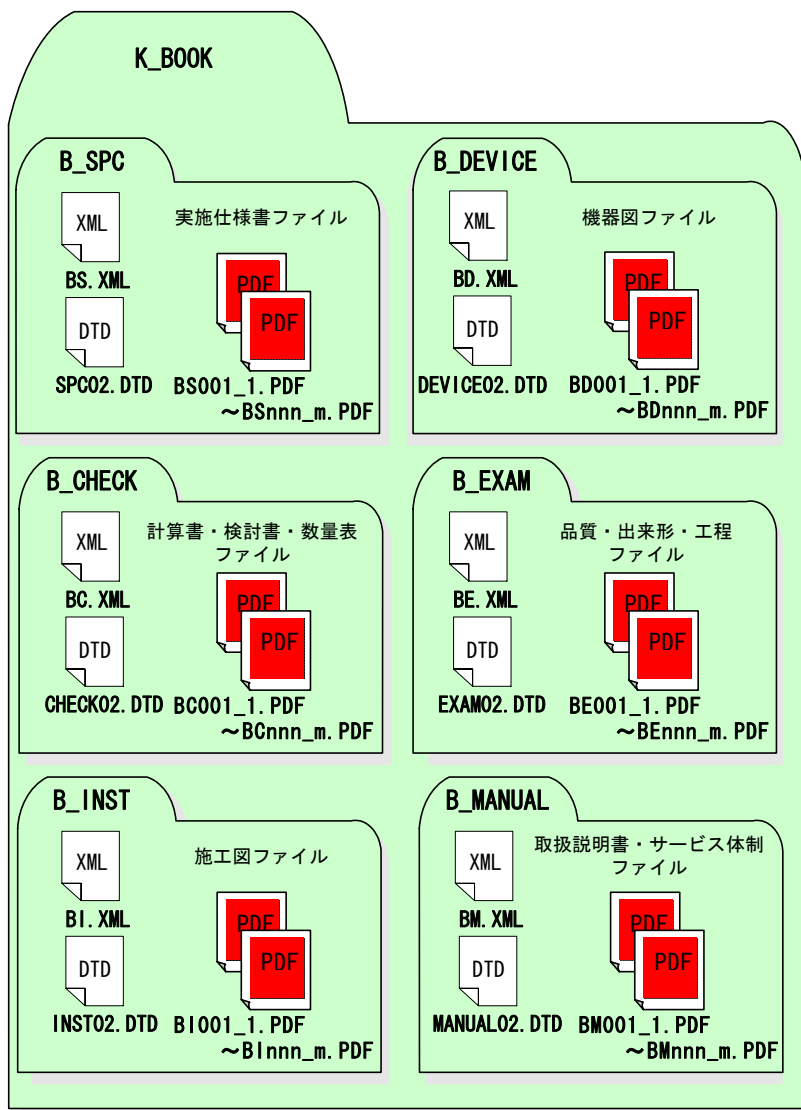 K_BOOK
B_SPC
XML
BS.XML
DTD
SPC02.DTD
実施仕様書ファイル
PDF
PDF
BS001_1.PDF
～BSnnn_m.PDF
B_DEVICE
XML
BD.XML
DTD
DEVICE02.DTD
機器図ファイル
PDF
PDF
BD001_1.PDF
～BDnnn_m.PDF
B_CHECK
XML
BC.XML
DTD
CHECK02.DTD
計算書・検討書・数量表
ファイル
PDF
PDF
BC001_1.PDF
～BCnnn_m.PDF
B_EXAM
XML
BE.XML
DTD
EXAM02.DTD
品質・出来形・工程
ファイル
PDF
PDF
BE001_1.PDF
～BEnnn_m.PDF
B_INST
XML
BI.XML
DTD
INST02.DTD
施工図ファイル
PDF
PDF
BI001_1.PDF
～BInnn_m.PDF
B_MANUAL
XML
BM.XML
DTD
MANUAL02.DTD
取扱説明書・サービス体制
ファイル
PDF
PDF
BM001_1.PDF
～BMnnn_m.PDF